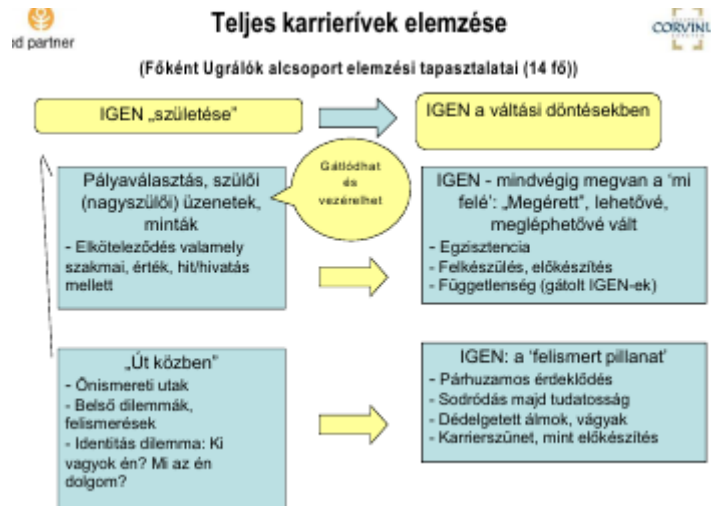 Teljes karrierívek elemzése
d partner
CORVINU
(Főként Ugrálók alcsoport elemzési tapasztalatai (14 fő))
IGEN „születése”
IGEN a váltási döntésekben
Gátlódhat
és
vezérelhet
Pályaválasztás, szülői
(nagyszülői) üzenetek,
minták
- Elköteleződés valamely
szakmai, érték, hit/hivatás
mellett
IGEN - mindvégig megvan a ‘mi
felé’: „Megérett”, lehetővé,
megléphetővé vált
- Egzisztencia
- Felkészülés, előkészítés
- Függetlenség (gátolt IGEN-ek)
„Út közben”
- Önismereti utak
- Belső dilemmák,
felismerések
- Identitás dilemma: Ki
vagyok én? Mi az én
dolgom?
IGEN: a ‘felismert pillanat’
- Párhuzamos érdeklődés
- Sodródás majd tudatosság
- Dédelgetett álmok, vágyak
- Karrierszünet, mint előkészítés